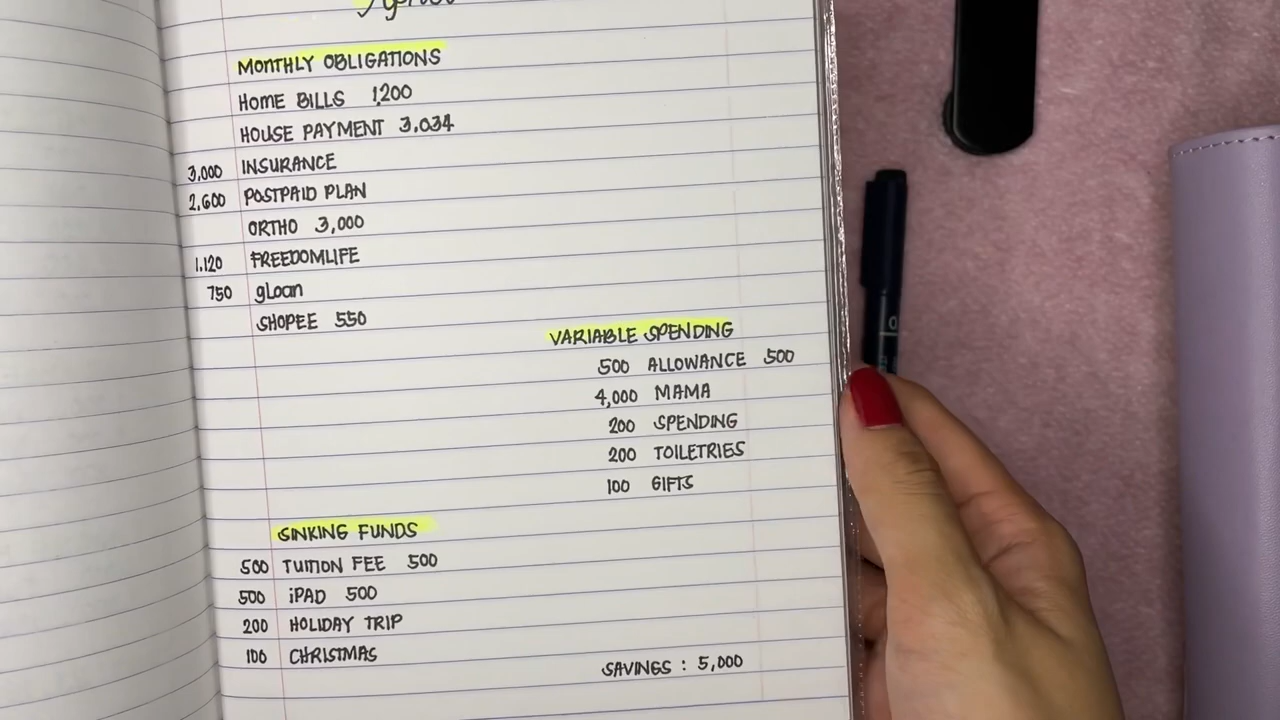 MONTHLY OBLIGATIONS
HOME BILLS 1,200
HOUSE PAYMENT 3,034
3,000 INSURANCE
2,600 POSTPAID PLAN
ORTHO 3,000
1,120 FREEDOMLIFE
750 gLoan
SHOPEE 550
VARIABLE SPENDING
500 ALLOWANCE 500
4,000 MAMA
200 SPENDING
200 TOILETRIES
100 GIFTS
SINKING FUNDS
500 TUITION FEE 500
500 iPAD 500
200 HOLIDAY TRIP
100 CHRISTMAS
SAVINGS : 5,000